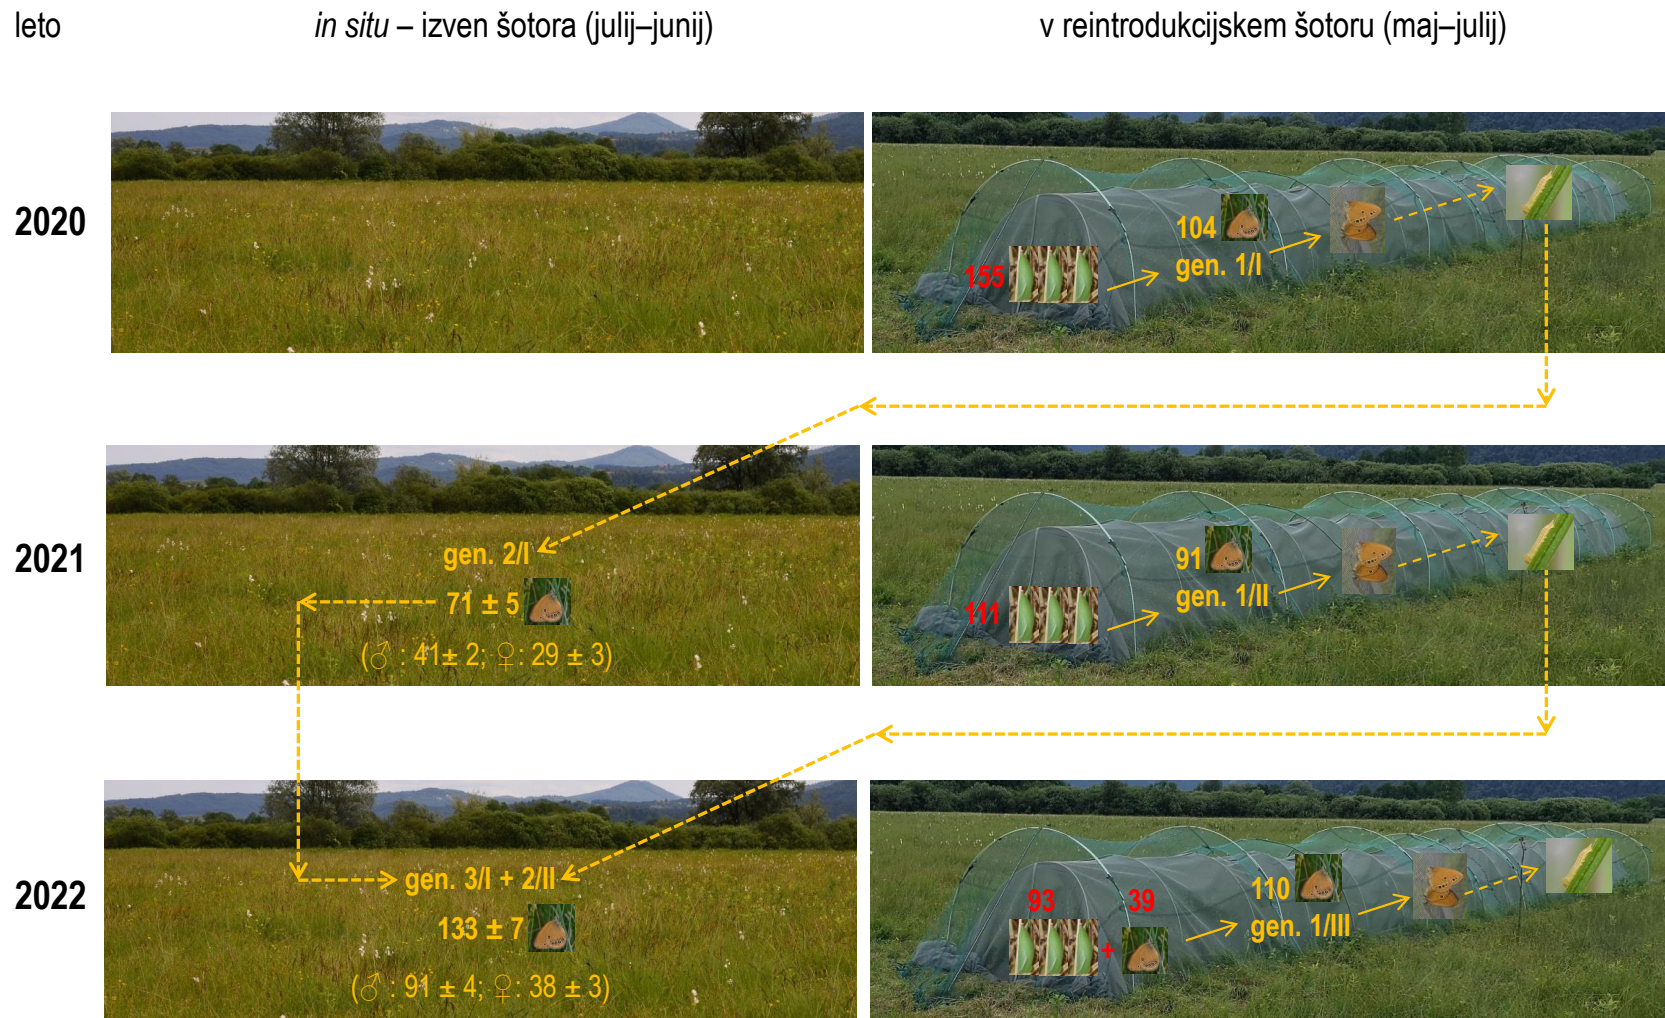 leto
in situ – izven šotora (julij–junij)
v reintrodukcijskem šotoru (maj–julij)
2020
155
104
gen. 1/I
2021
gen. 2/I
71 ± 5
(♂ : 41± 2; ♀: 29 ± 3)
111
91
gen. 1/II
2022
gen. 3/I + 2/II
133 ± 7
(♂ : 91 ± 4; ♀: 38 ± 3)
93
39
+
110
gen. 1/III